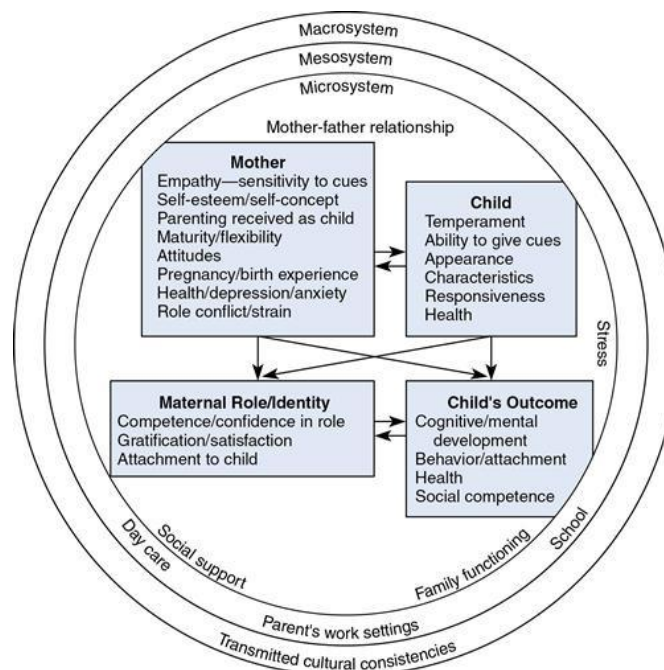 Macrosystem
Mesosystem
Microsystem
Mother-father relationship
Mother
Empathy—sensitivity to cues
Self-esteem/self-concept
Parenting received as child
Maturity/flexibility
Attitudes
Pregnancy/birth experience
Health/depression/anxiety
Role conflict/strain
Child
Temperament
Ability to give cues
Appearance
Characteristics
Responsiveness
Health
Stress
Maternal Role/Identity
Competence/confidence in role
Gratification/satisfaction
Attachment to child
Child's Outcome
Cognitive/mental
development
Behavior/attachment
Health
Social competence
Social support
Family functioning
Day care
School
Parent's work settings
Transmitted cultural consistencies